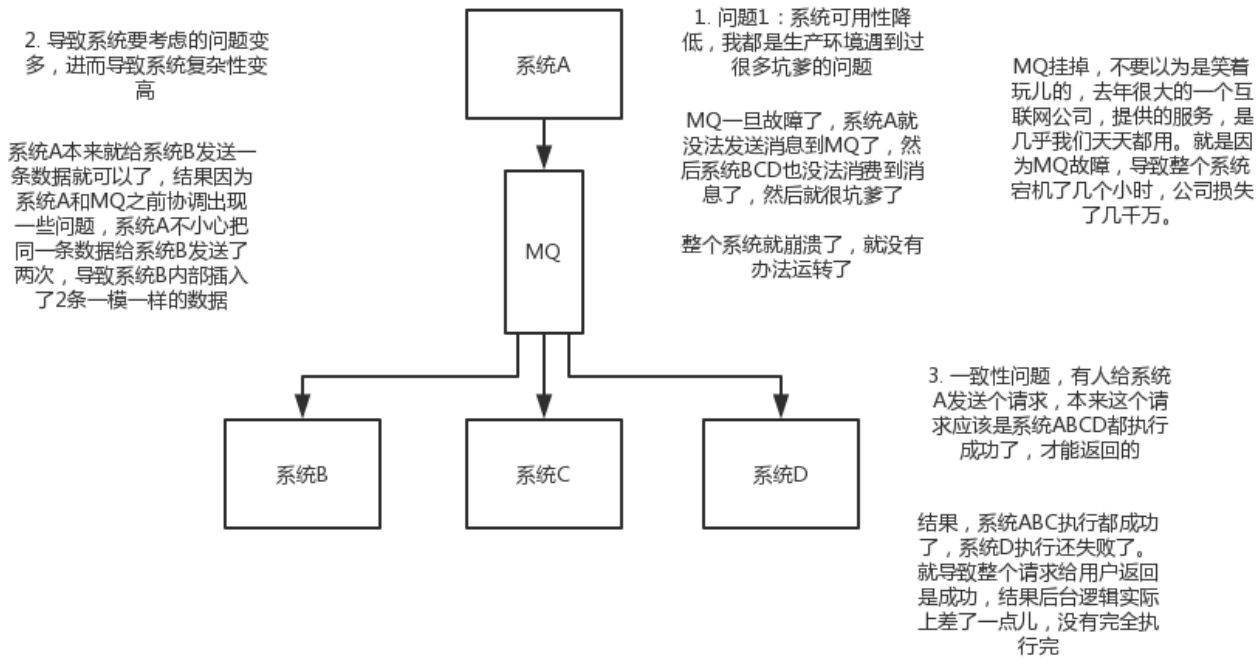 2. 导致系统要考虑的问题变
多，进而导致系统复杂性变
高
系统A本来就给系统B发送一
条数据就可以了，结果因为
系统A和MQ之前协调出现
一些问题，系统A不小心把
同一条数据给系统B发送了
两次，导致系统B内部插入
了2条一模一样的数据
系统A
MQ
系统B
系统C
系统D
1. 问题1：系统可用性降
低，我都是生产环境遇到过
很多坑爹的问题
MQ一旦故障了，系统A就
没法发送消息到MQ了，然
后系统BCD也没法消费到消
息了，然后就很坑爹了
整个系统就崩溃了，就没有
办法运转了
MQ挂掉，不要以为是笑着
玩儿的，去年很大的一个互
联网公司，提供的服务，是
几乎我们天天都用。就是因
为MQ故障，导致整个系统
宕机了几个小时，公司损失
了几千万。
3. 一致性问题，有人给系统
A发送个请求，本来这个请
求应该是系统ABCD都执行
成功了，才能返回的
结果，系统ABC执行都成功
了，系统D执行还失败了。
就导致整个请求给用户返回
是成功，结果后台逻辑实际
上差了一点儿，没有完全执
行完